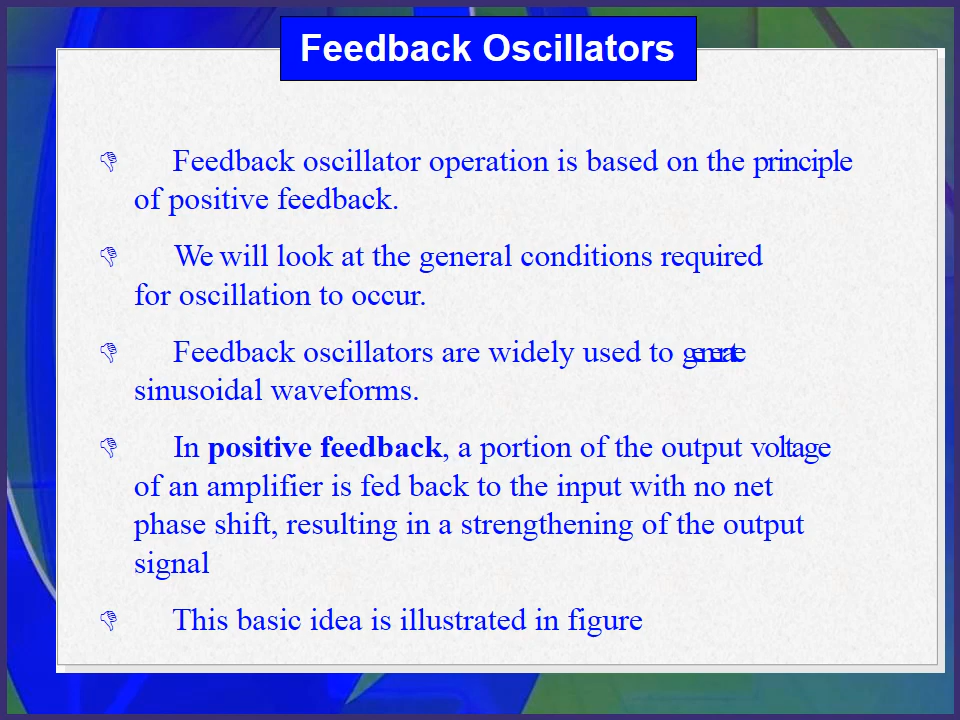 Feedback Oscillators
👎 Feedback oscillator operation is based on the principle
of positive feedback.
👎 We will look at the general conditions required
for oscillation to occur.
👎 Feedback oscillators are widely used to generate
sinusoidal waveforms.
👎 In positive feedback, a portion of the output voltage
of an amplifier is fed back to the input with no net
phase shift, resulting in a strengthening of the output
signal
👎 This basic idea is illustrated in figure